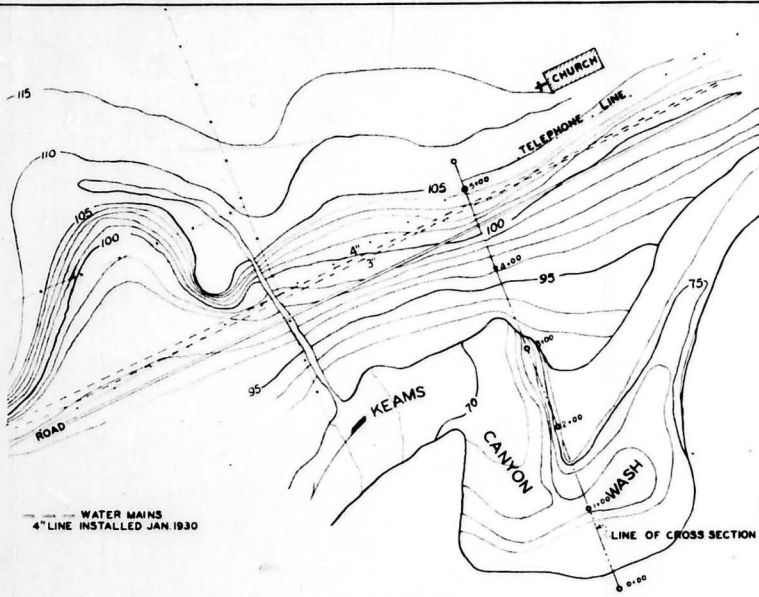 115
CHURCH
TELEPHONE LINE
110
105
105
5+00
100
100
4"
3"
4+00
95
75
95
3+00
ROAD
KEAMS
70
2+00
CANYON
WASH
1+00
WATER MAINS
4" LINE INSTALLED JAN. 1930
LINE OF CROSS SECTION
0+00